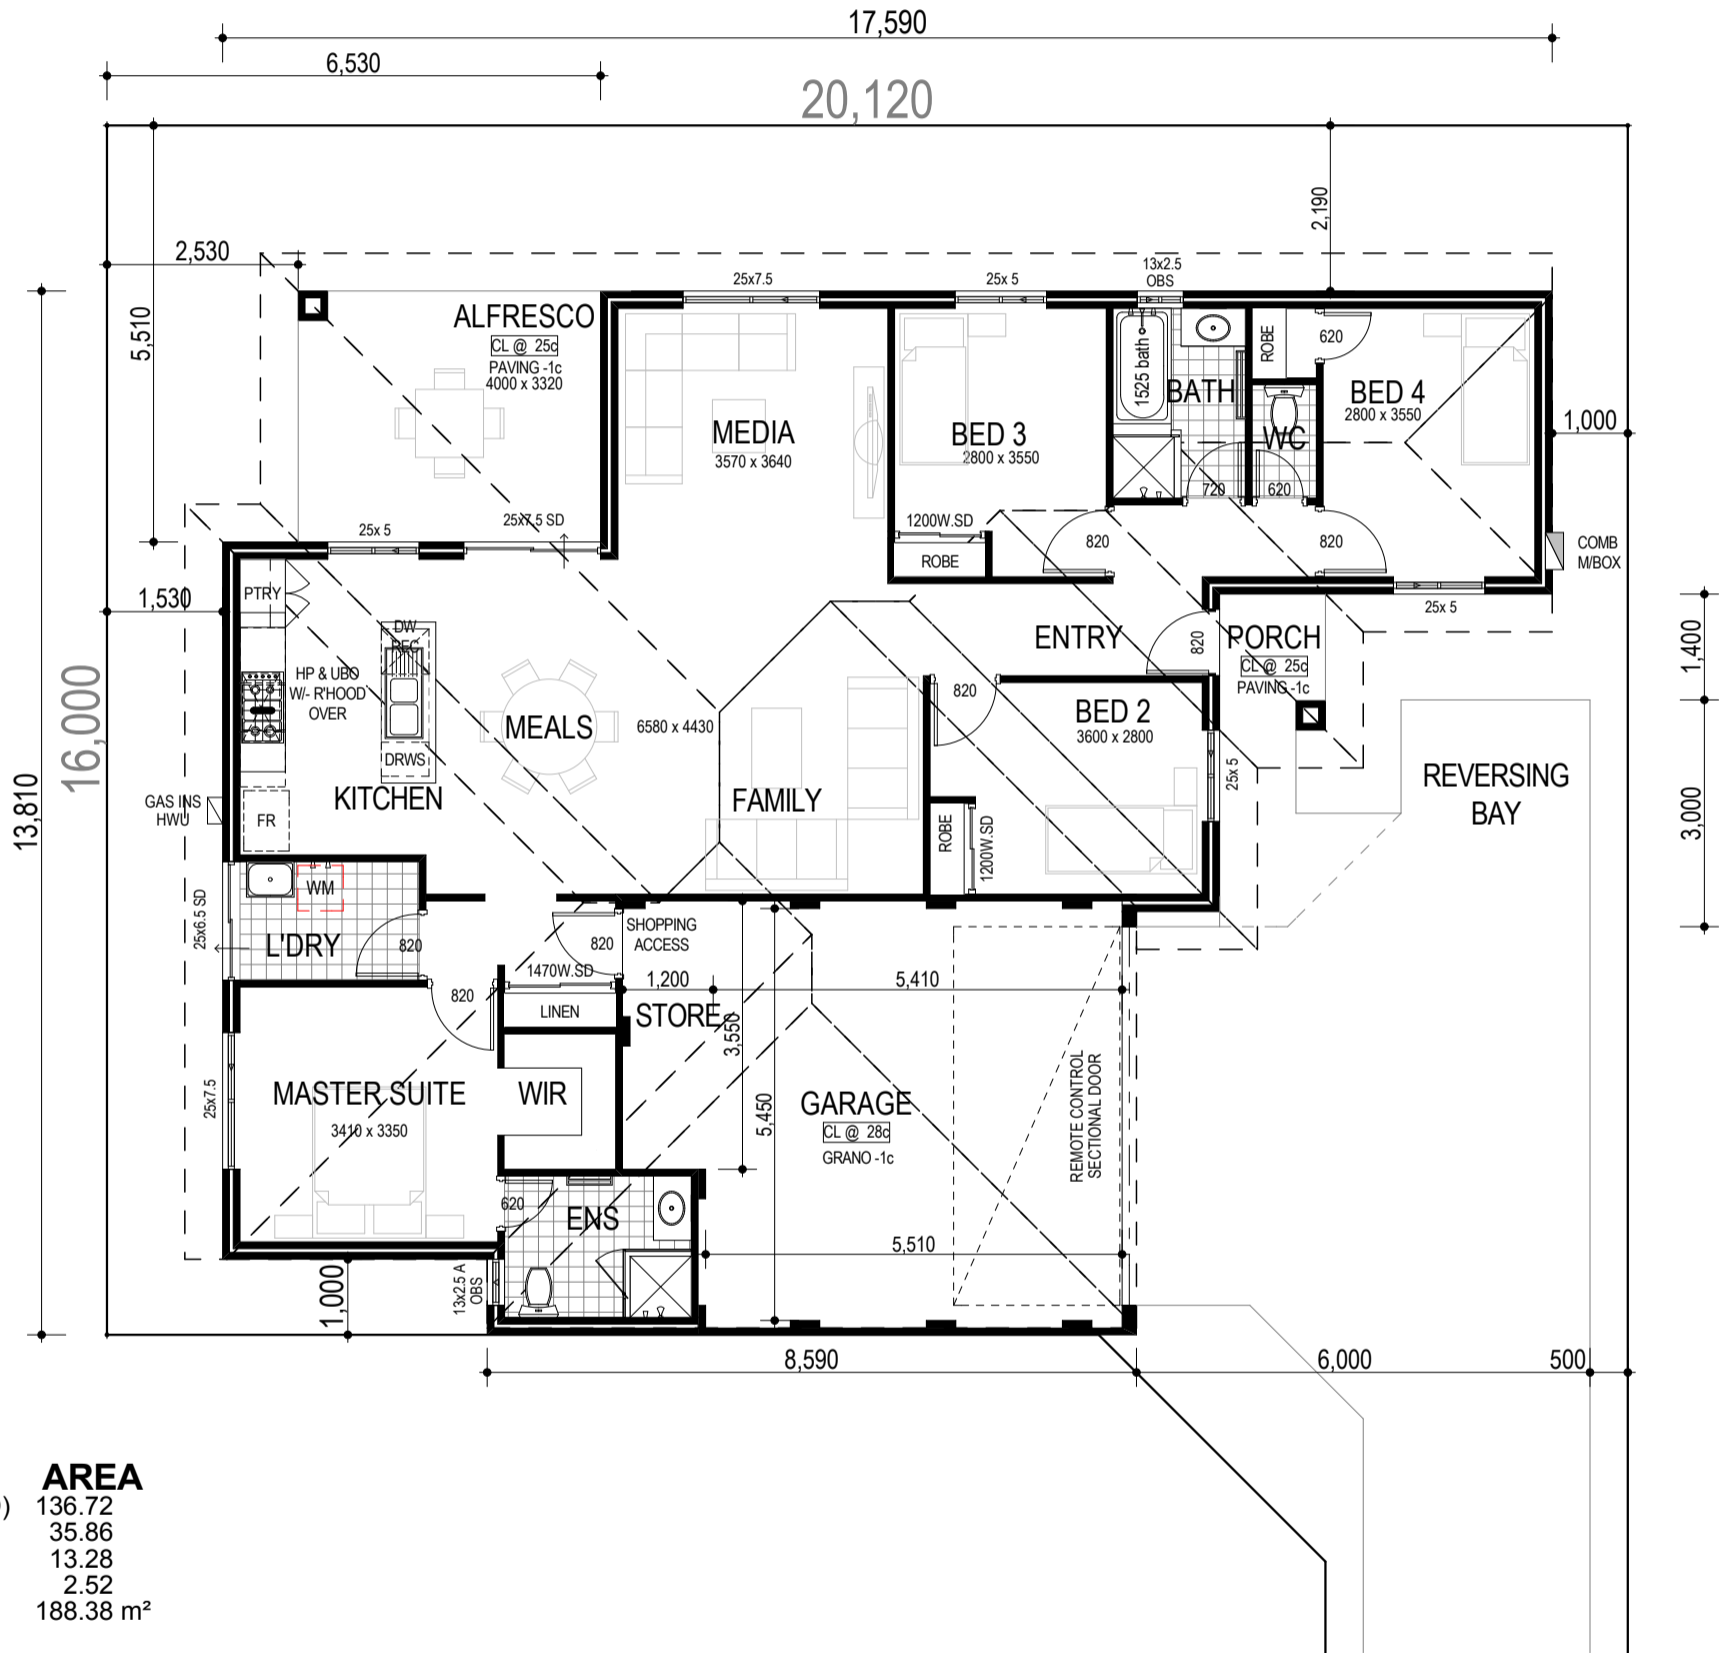 17,590
6,530
20,120
2,190
2,530
5,510
13x2.5
OBS
25x7.5
25x 5
ALFRESCO
CL @ 25c
PAVING -1c
4000 x 3320
1525 bath
BATH
ROBE
620
BED 4
2800 x 3550
1,000
MEDIA
3570 x 3640
BED 3
2800 x 3550
WC
720
620
25x 5
25x7.5 SD
1200W.SD
ROBE
820
820
COMB
M/BOX
1,530
PTRY
25x 5
DW
REC
HP & UBO
W/- R'HOOD
OVER
ENTRY
820
PORCH
CL @ 25c
PAVING -1c
1,400
16,000
13,810
MEALS
6580 x 4430
820
BED 2
3600 x 2800
DRWS
25x 5
REVERSING
BAY
3,000
GAS INS
HWU
KITCHEN
FR
FAMILY
ROBE
1200W.SD
WM
25x6.5 SD
L'DRY
820
820
SHOPPING
ACCESS
1470W.SD
1,200
5,410
820
LINEN
STORE
3,550
REMOTE CONTROL
SECTIONAL DOOR
25x7.5
MASTER SUITE
3410 x 3350
WIR
5,450
GARAGE
CL @ 28c
GRANO -1c
620
ENS
5,510
1,000
13x2.5 A
OBS
8,590
6,000
500
AREA
) 136.72
35.86
13.28
2.52
188.38 m²